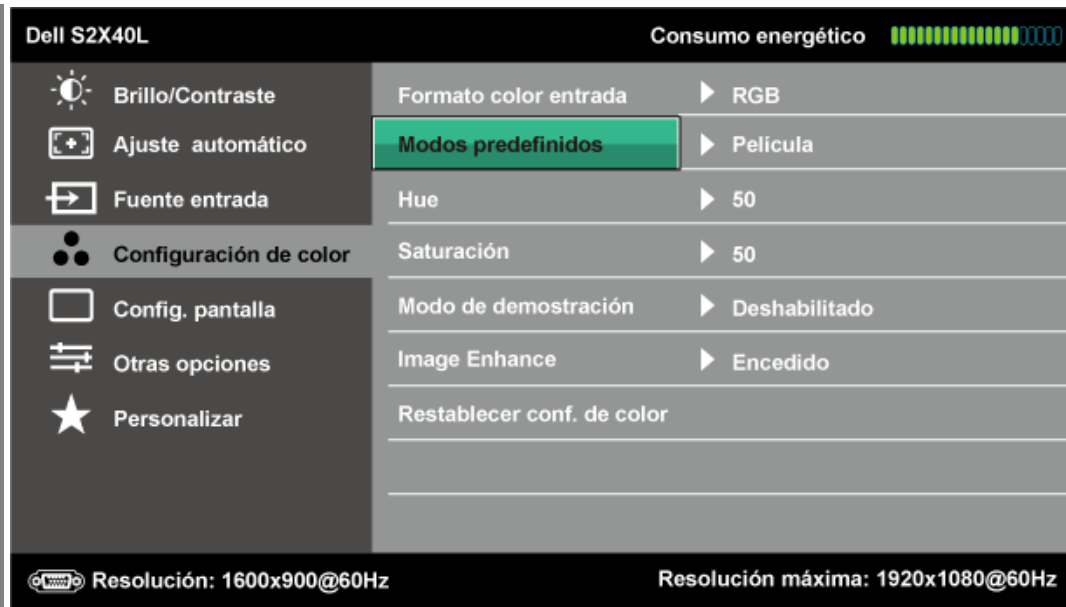 Dell S2X40L Consumo energético
Brillo/Contraste
Ajuste automático
Fuente entrada
Configuración de color
Config. pantalla
Otras opciones
Personalizar
Formato color entrada RGB
Modos predefinidos Película
Hue 50
Saturación 50
Modo de demostración Deshabilitado
Image Enhance Encedido
Restablecer conf. de color
Resolución: 1600x900@60Hz Resolución máxima: 1920x1080@60Hz